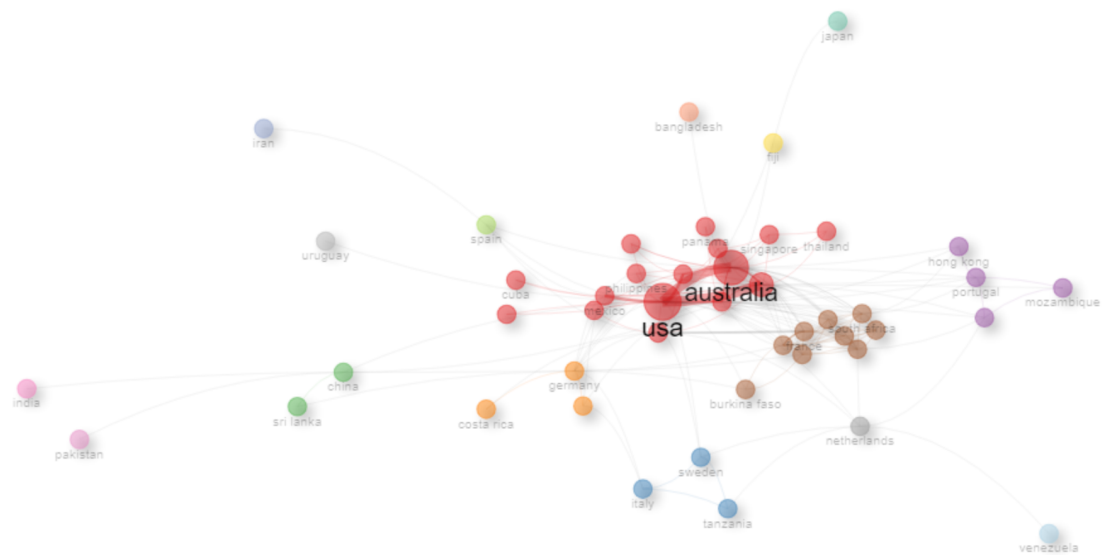 japan
bangladesh
fiji
iran
spain
uruguay
panama
singapore
thailand
hong kong
cuba
philippines
australia
portugal
mozambique
mexico
usa
south africa
france
china
germany
india
burkina faso
sri lanka
costa rica
netherlands
pakistan
sweden
italy
tanzania
venezuela